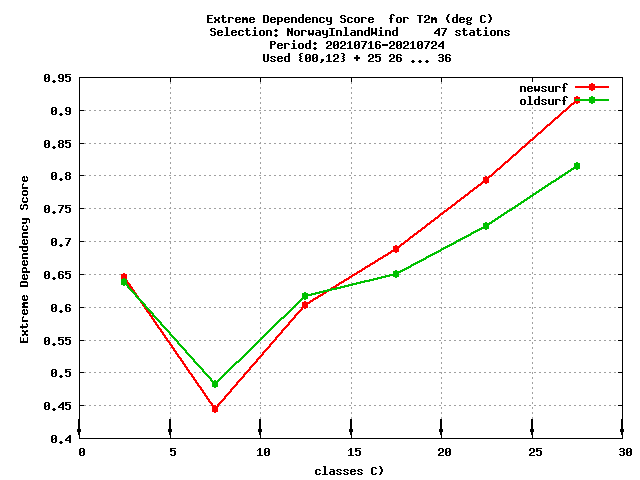 Extreme Dependency Score  for T2m (deg C)
Selection: NorwayInlandWind     47 stations
Period: 20210716-20210724
Used {00,12} + 25 26 ... 36
newsurf
oldsurf
Extreme Dependency Score
0.95
0.9
0.85
0.8
0.75
0.7
0.65
0.6
0.55
0.5
0.45
0.4
0 5 10 15 20 25 30
classes C)